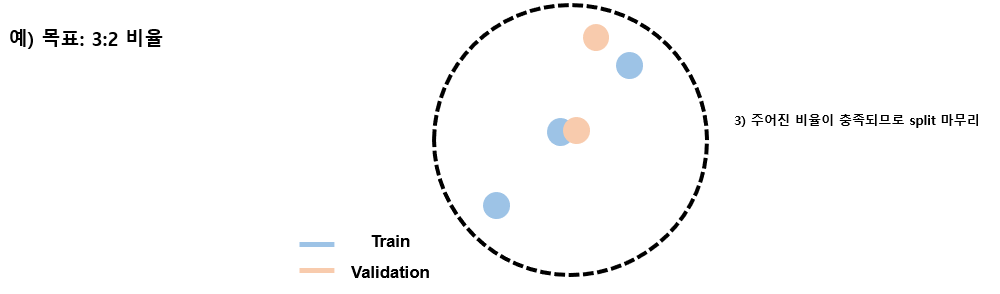 예) 목표: 3:2 비율
3) 주어진 비율이 충족되므로 split 마무리
Train
Validation